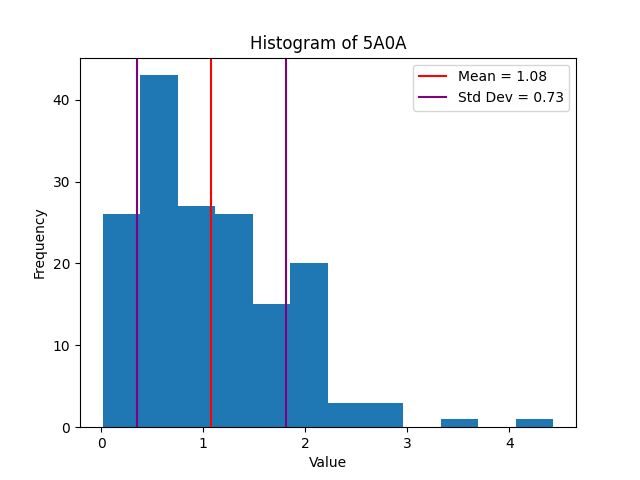 Histogram of 5A0A
Mean = 1.08
Std Dev = 0.73
Frequency
40
30
20
10
0
0 1 2 3 4
Value